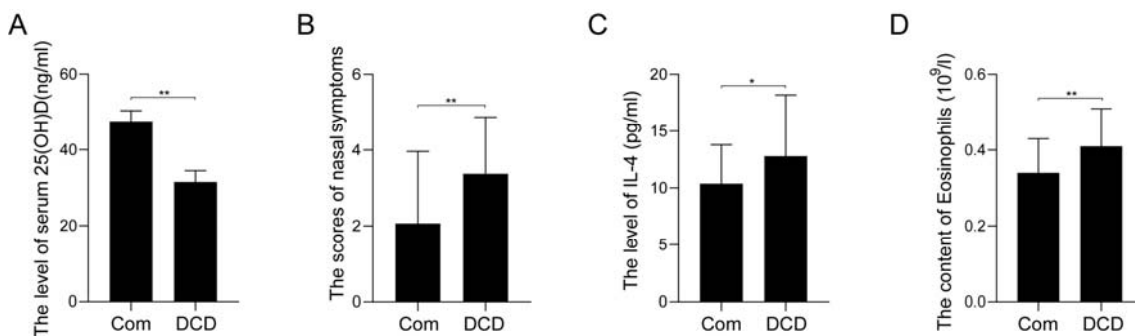 A
The level of serum 25(OH)D(ng/ml)
60
40
20
0
**
Com DCD
B
The scores of nasal symptoms
6
4
2
0
**
Com DCD
C
The level of IL-4 (pg/ml)
20
15
10
5
0
*
Com DCD
D
The content of Eosinophils (10⁹/l)
0.6
0.4
0.2
0.0
**
Com DCD